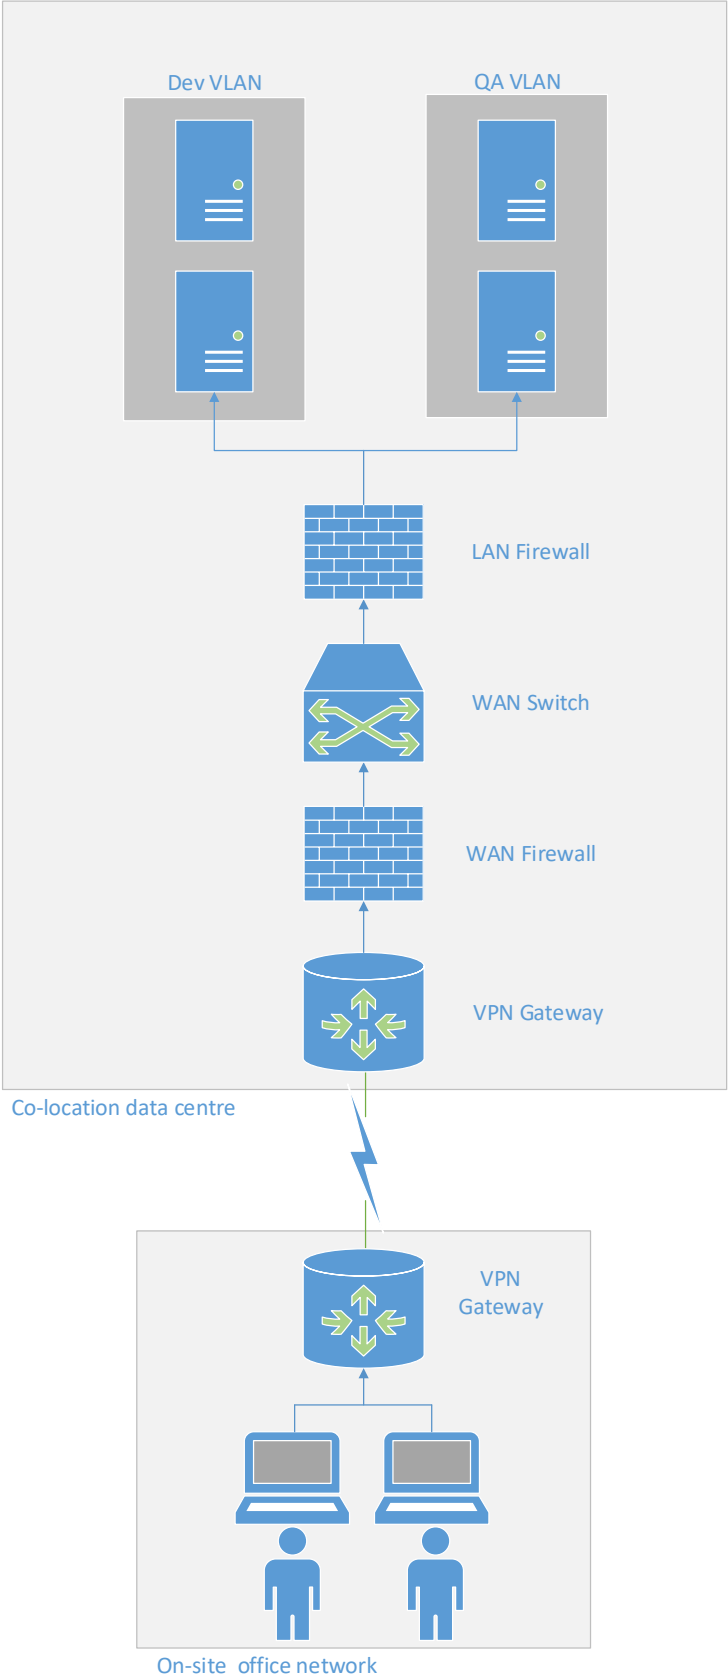 Dev VLAN
QA VLAN
LAN Firewall
WAN Switch
WAN Firewall
VPN Gateway
Co-location data centre
VPN
Gateway
On-site office network